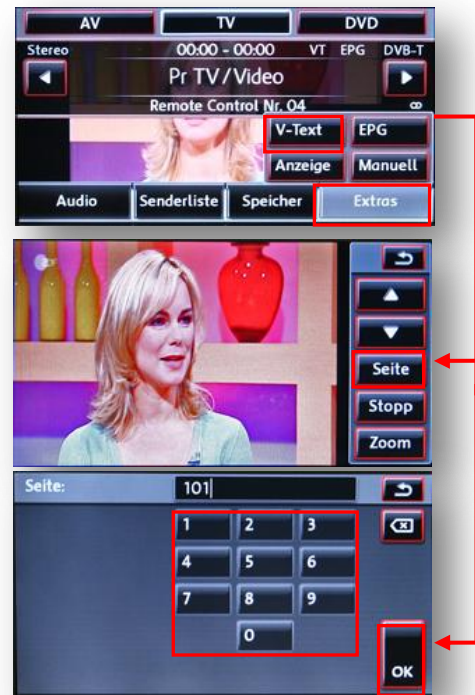 AV TV DVD
Stereo 00:00 - 00:00 VT EPG DVB-T
Pr TV/Video
Remote Control Nr. 04
V-Text EPG
Anzeige Manuell
Audio Senderliste Speicher Extras
Seite
Stopp
Zoom
Seite: 101
1 2 3
4 5 6
7 8 9
0
OK